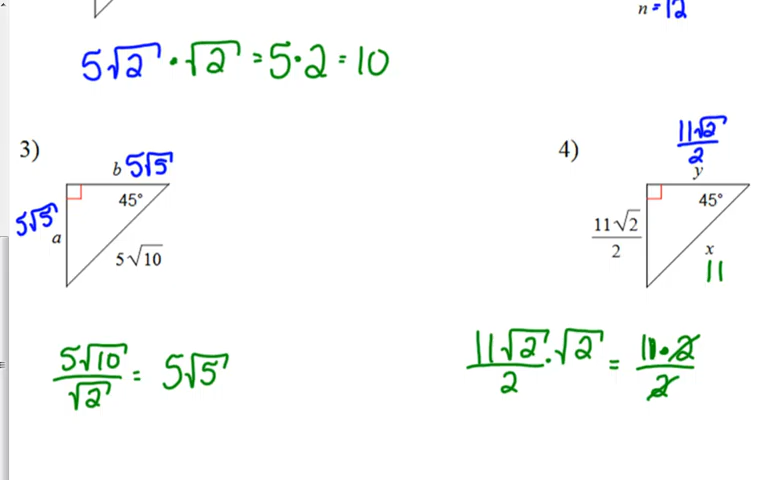 n = 12
5√2 · √2 = 5·2 = 10
3)
b 5√5
45°
5√5
a
5√10
5√10/√2 = 5√5
4)
11√2/2
y
45°
11√2/2
x
11
11√2/2 · √2 = 11·2/2